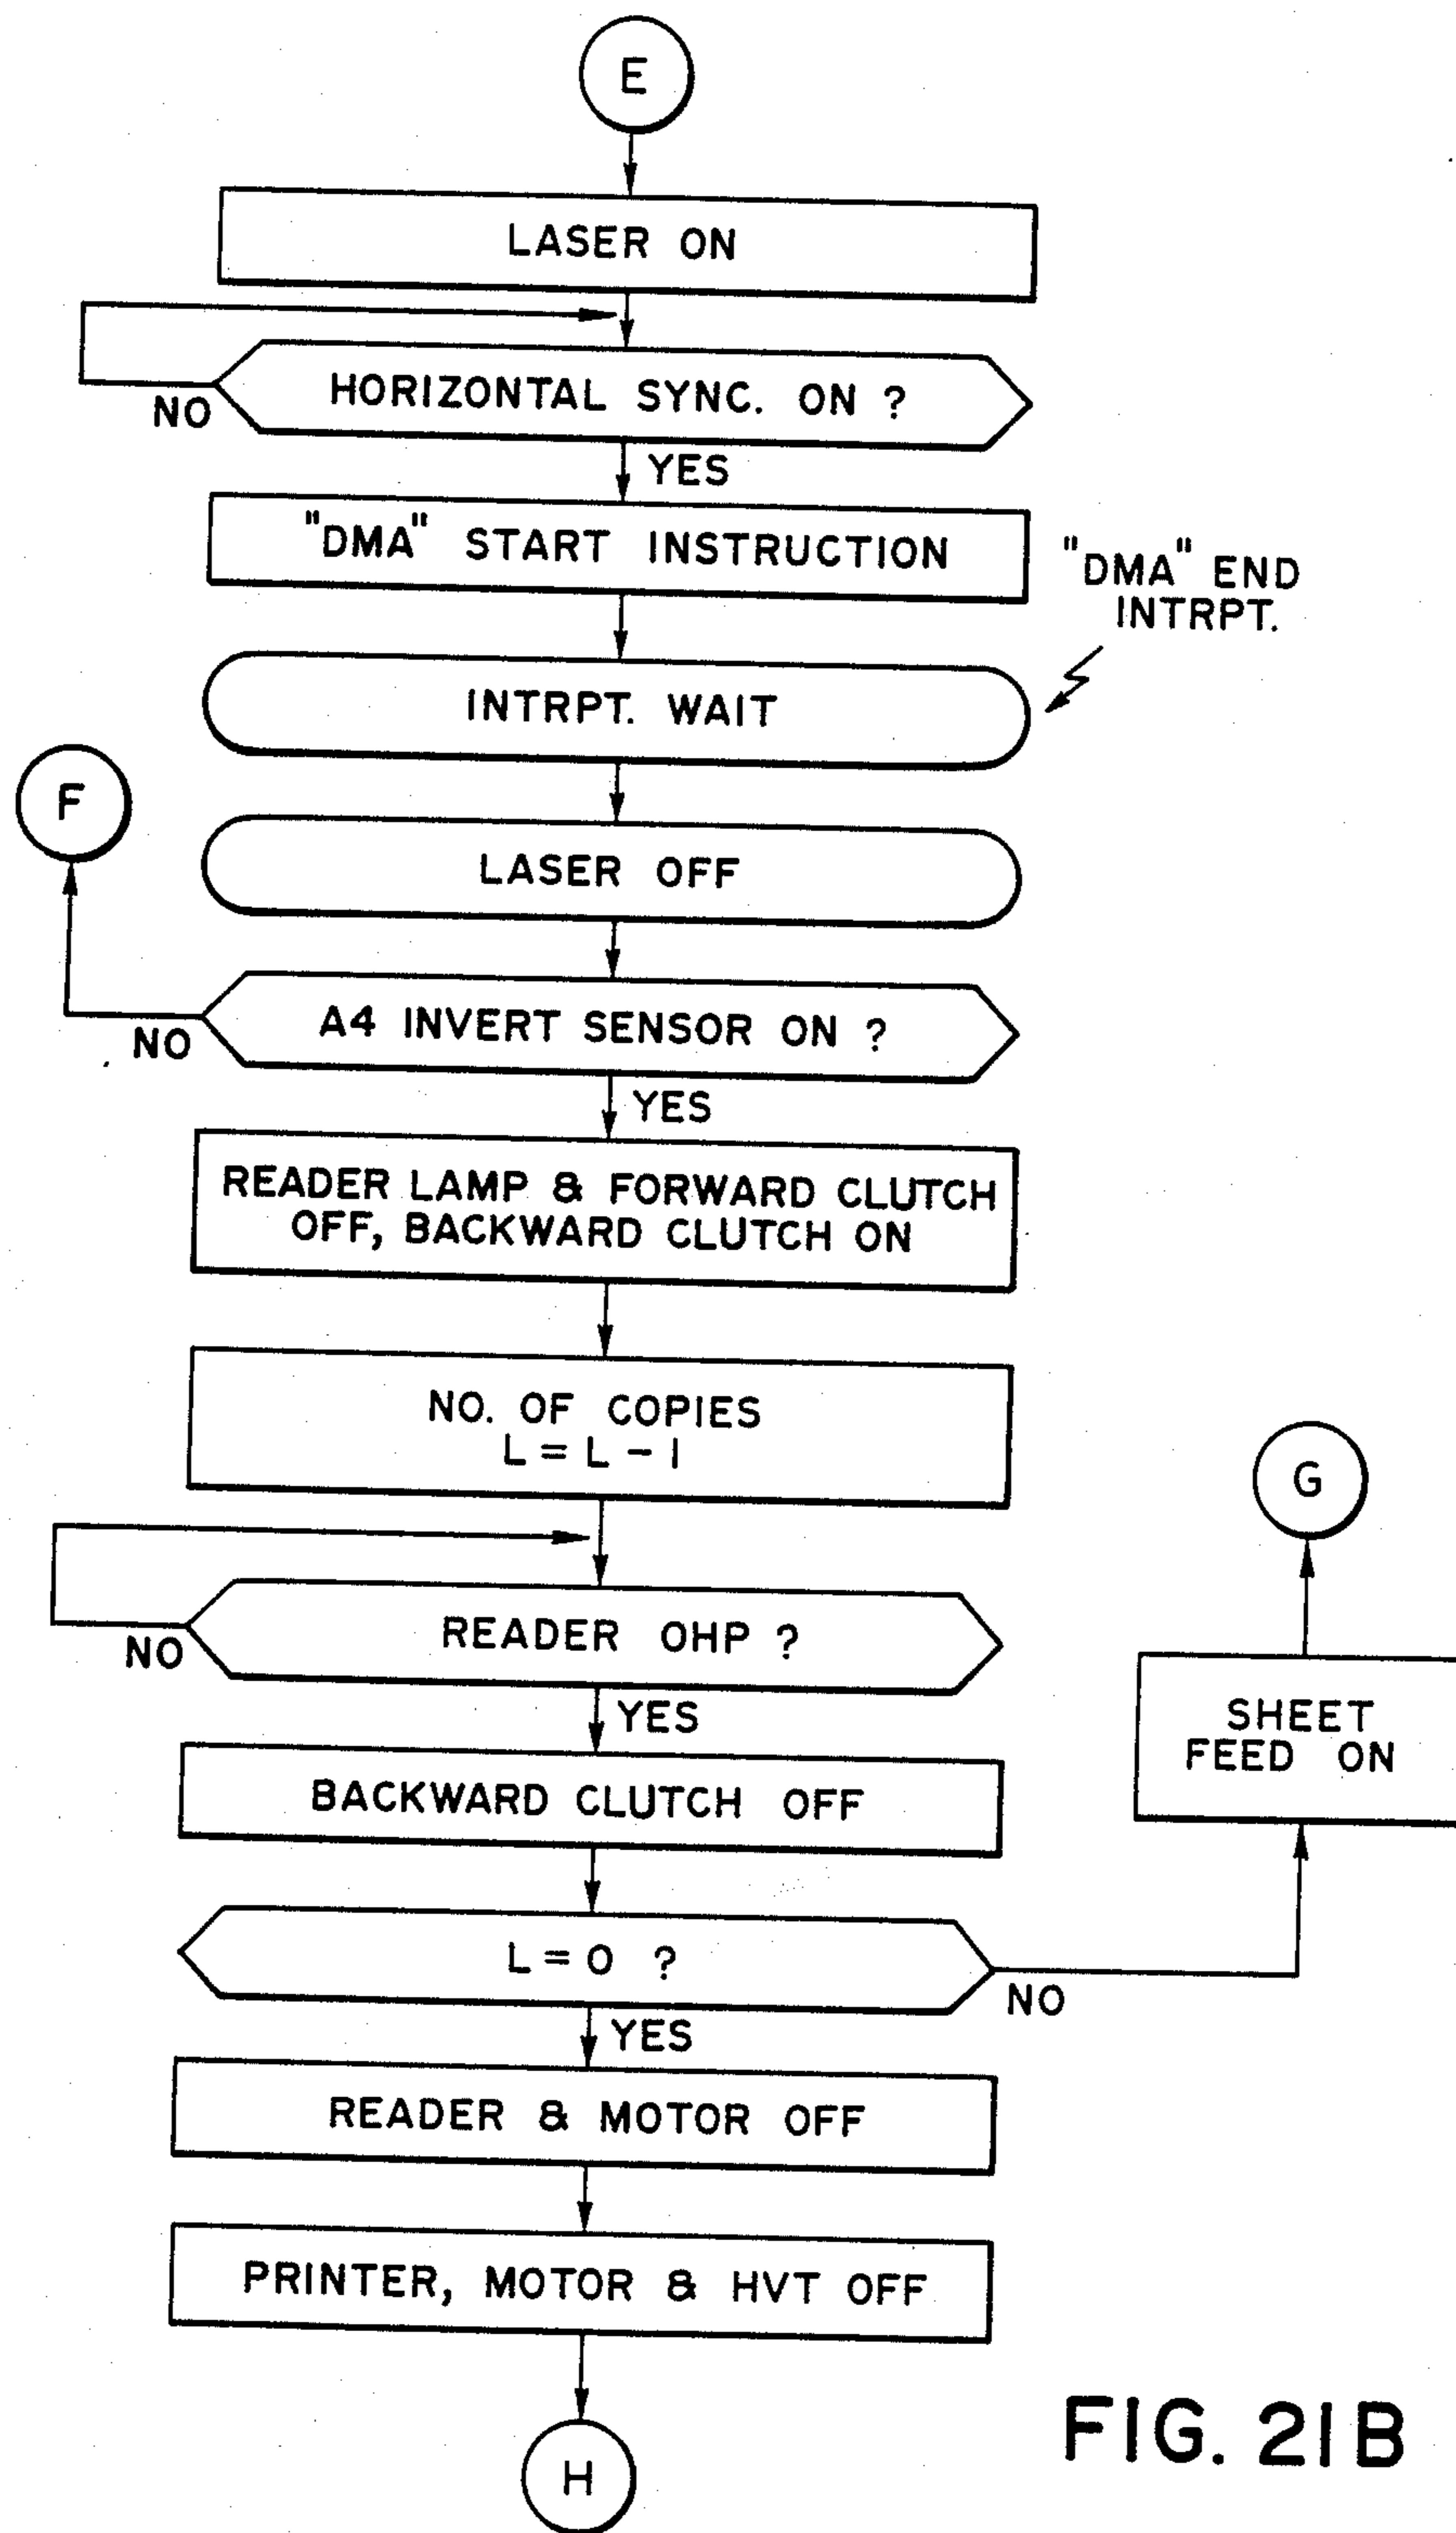 E
LASER ON
HORIZONTAL SYNC. ON ?
NO
YES
"DMA" START INSTRUCTION
"DMA" END
INTRPT.
INTRPT. WAIT
F
LASER OFF
A4 INVERT SENSOR ON ?
NO
YES
READER LAMP & FORWARD CLUTCH
OFF, BACKWARD CLUTCH ON
NO. OF COPIES
L = L - 1
G
READER OHP ?
NO
YES
SHEET
FEED ON
BACKWARD CLUTCH OFF
L = 0 ?
NO
YES
READER & MOTOR OFF
PRINTER, MOTOR & HVT OFF
H
FIG. 21B